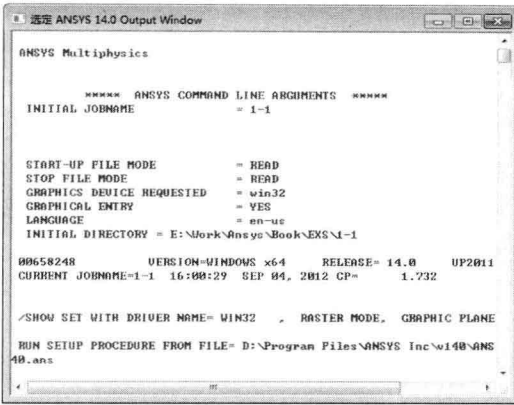 选定 ANSYS 14.0 Output Window
ANSYS Multiphysics
***** ANSYS COMMAND LINE ARGUMENTS *****
INITIAL JOBNAME = 1-1
START-UP FILE MODE = READ
STOP FILE MODE = READ
GRAPHICS DEVICE REQUESTED = win32
GRAPHICAL ENTRY = YES
LANGUAGE = en-us
INITIAL DIRECTORY = E:\Work\Ansys\Book\EXS\1-1
00658248 VERSION=WINDOWS x64 RELEASE= 14.0 UP2011
CURRENT JOBNAME=1-1 16:00:29 SEP 04, 2012 CP= 1.732
/SHOW SET WITH DRIVER NAME= WIN32 , RASTER MODE, GRAPHIC PLANE
RUN SETUP PROCEDURE FROM FILE= D:\Program Files\ANSYS Inc\v140\ANS
40.ans